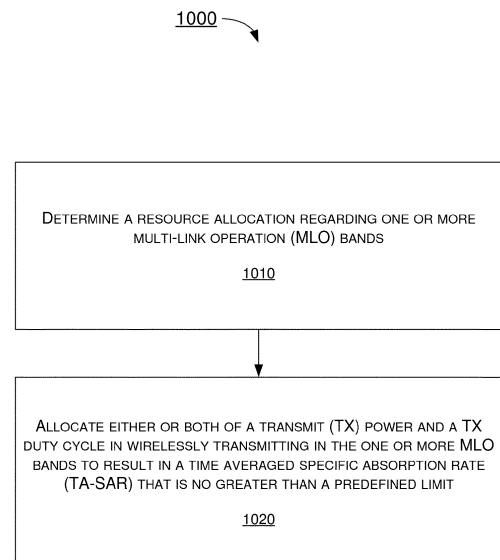 1000
DETERMINE A RESOURCE ALLOCATION REGARDING ONE OR MORE
MULTI-LINK OPERATION (MLO) BANDS
1010
ALLOCATE EITHER OR BOTH OF A TRANSMIT (TX) POWER AND A TX
DUTY CYCLE IN WIRELESSLY TRANSMITTING IN THE ONE OR MORE MLO
BANDS TO RESULT IN A TIME AVERAGED SPECIFIC ABSORPTION RATE
(TA-SAR) THAT IS NO GREATER THAN A PREDEFINED LIMIT
1020